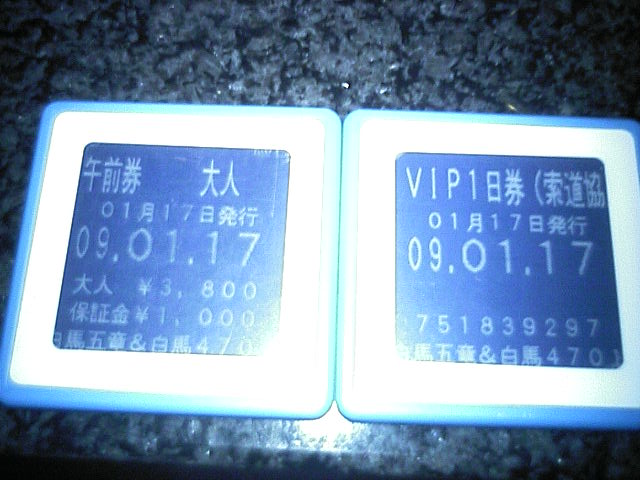 午前券 大人
01月17日発行
09.01.17
大人 ¥3,800
保証金¥1,000
馬五竜&白馬470
VIP1日券(索道協
01月17日発行
09.01.17
751839297
馬五竜&白馬470